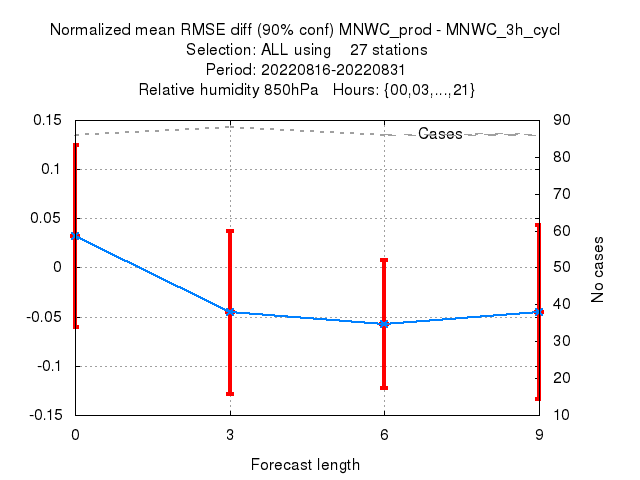 Normalized mean RMSE diff (90% conf) MNWC_prod - MNWC_3h_cycl
Selection: ALL using    27 stations
Period: 20220816-20220831
Relative humidity 850hPa   Hours: {00,03,...,21}
0.15
0.1
0.05
0
-0.05
-0.1
-0.15
90
80
70
60
50
40
30
20
10
Cases
No cases
0 3 6 9
Forecast length